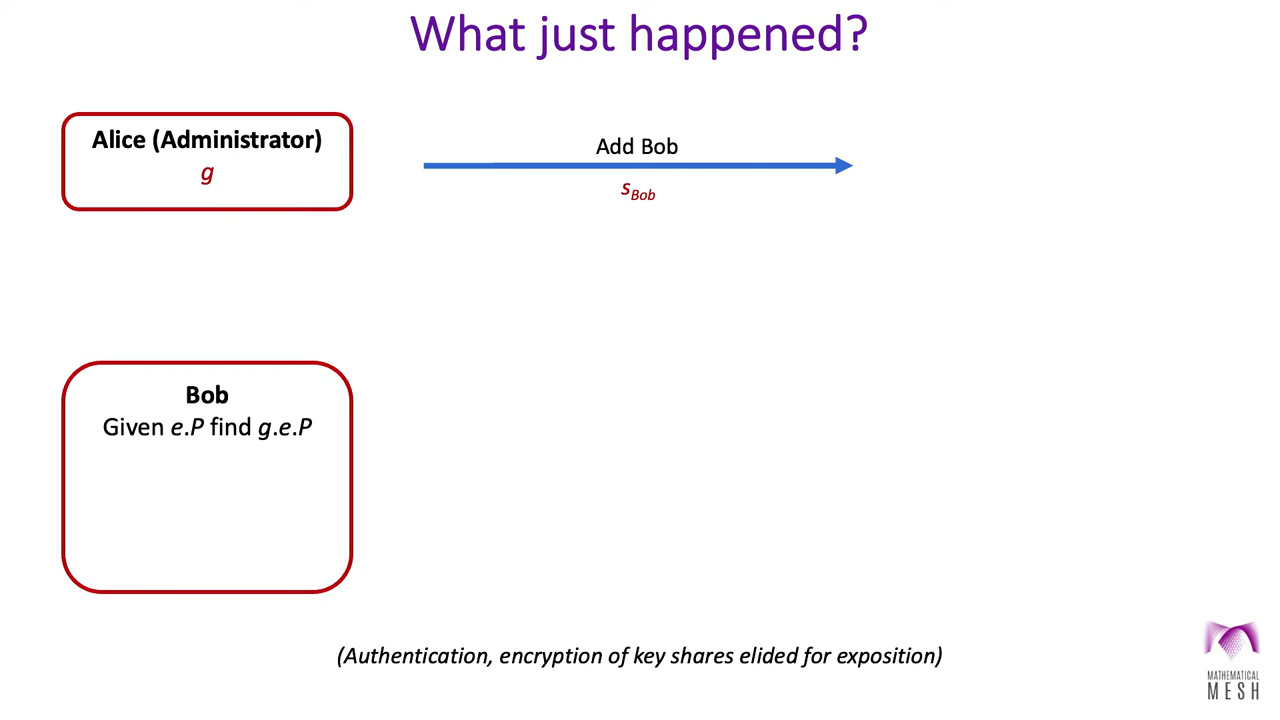 What just happened?
Alice (Administrator)
g
Add Bob
s_Bob
Bob
Given e.P find g.e.P
(Authentication, encryption of key shares elided for exposition)
MATHEMATICAL
MESH